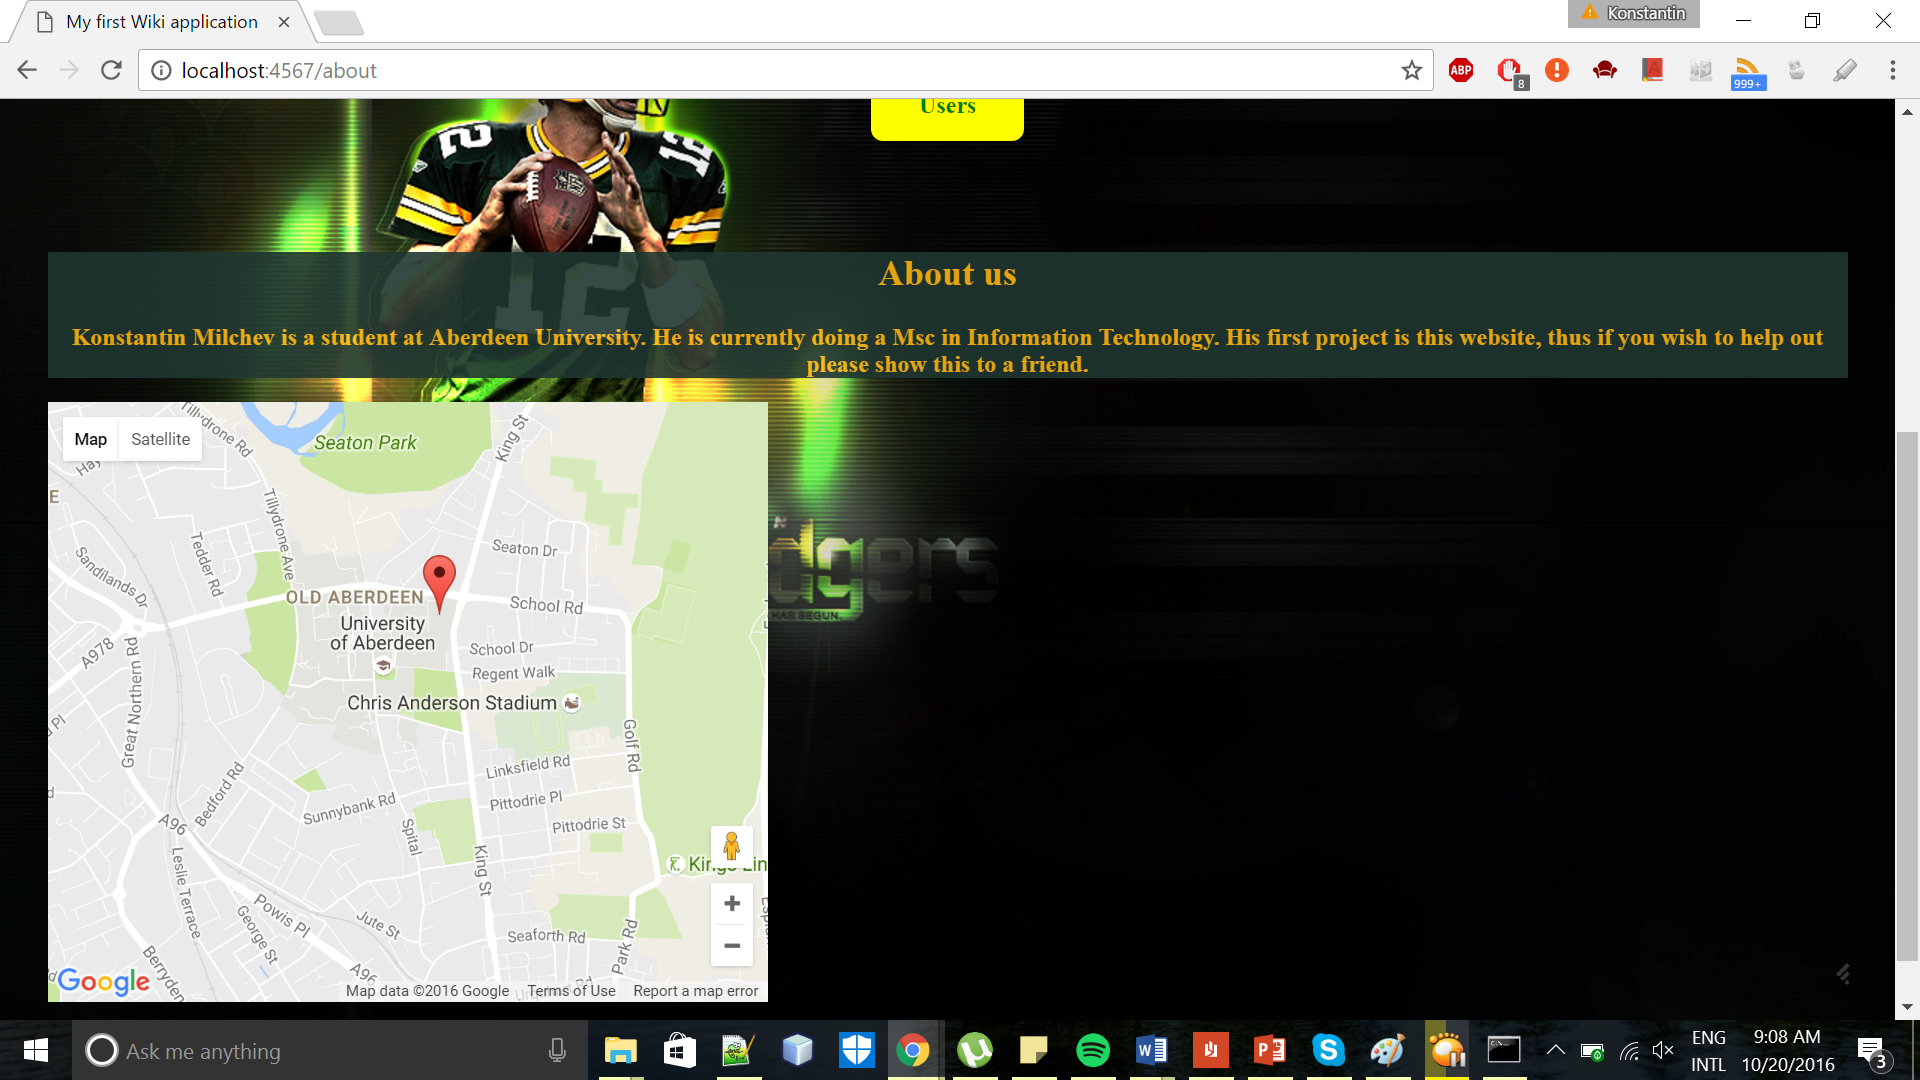 My first Wiki application
Konstantin
localhost:4567/about
ABP
8
999+
Users
12
12
12
About us
Konstantin Milchev is a student at Aberdeen University. He is currently doing a Msc in Information Technology. His first project is this website, thus if you wish to help out
please show this to a friend.
Map
Satellite
Tillydrone Rd
Seaton Park
King St
E
Tillydrone Ave
Tedder Rd
Sandilands Dr
Seaton Dr
OLD ABERDEEN
School Rd
University
of Aberdeen
School Dr
Regent Walk
A978
Great Northern Rd
Chris Anderson Stadium
Golf Rd
Linksfield Rd
Bedford Rd
Pittodrie Pl
Sunnybank Rd
Pittodrie St
A96
Spital
King St
Leslie Terrace
Powis Pl
George St
Jute St
Seaforth Rd
Park Rd
Berryden
A96
dgers
HAS BEGUN.
Google
Map data ©2016 Google
Terms of Use
Report a map error
Ask me anything
ENG
INTL
9:08 AM
10/20/2016
3